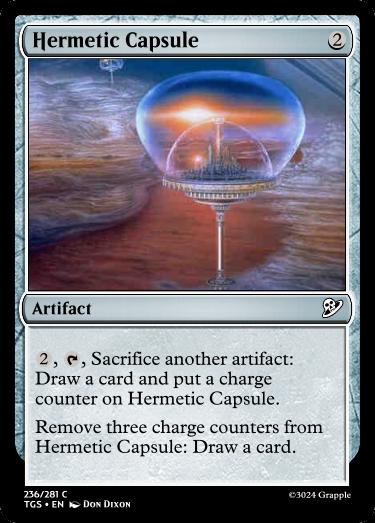 Hermetic Capsule 2
Artifact
2, , Sacrifice another artifact:
Draw a card and put a charge
counter on Hermetic Capsule.
Remove three charge counters from
Hermetic Capsule: Draw a card.
236/281 C
TGS • EN Don Dixon
©3024 Grapple